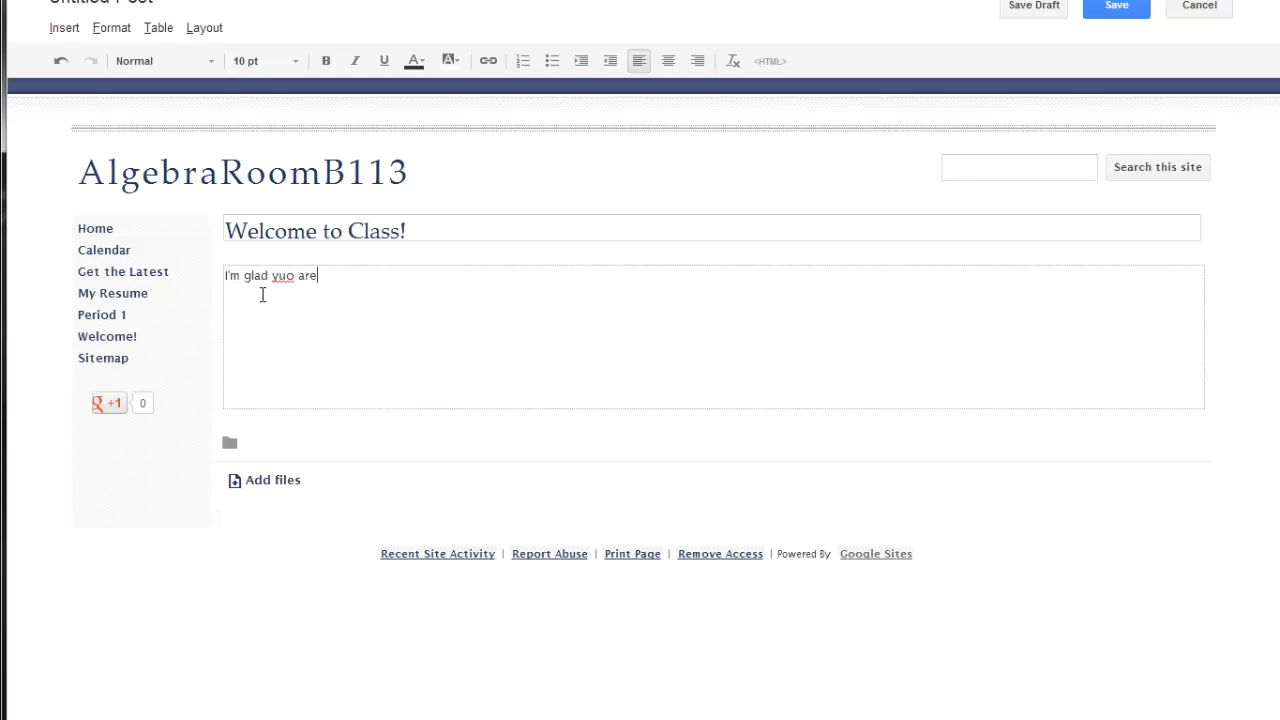 Untitled Post
Save Draft Save Cancel
Insert Format Table Layout
Normal 10 pt B I U A A <HTML>
AlgebraRoomB113
Search this site
Home
Calendar
Get the Latest
My Resume
Period 1
Welcome!
Sitemap
g +1 0
Welcome to Class!
I'm glad yuo are
Add files
Recent Site Activity | Report Abuse | Print Page | Remove Access | Powered By Google Sites